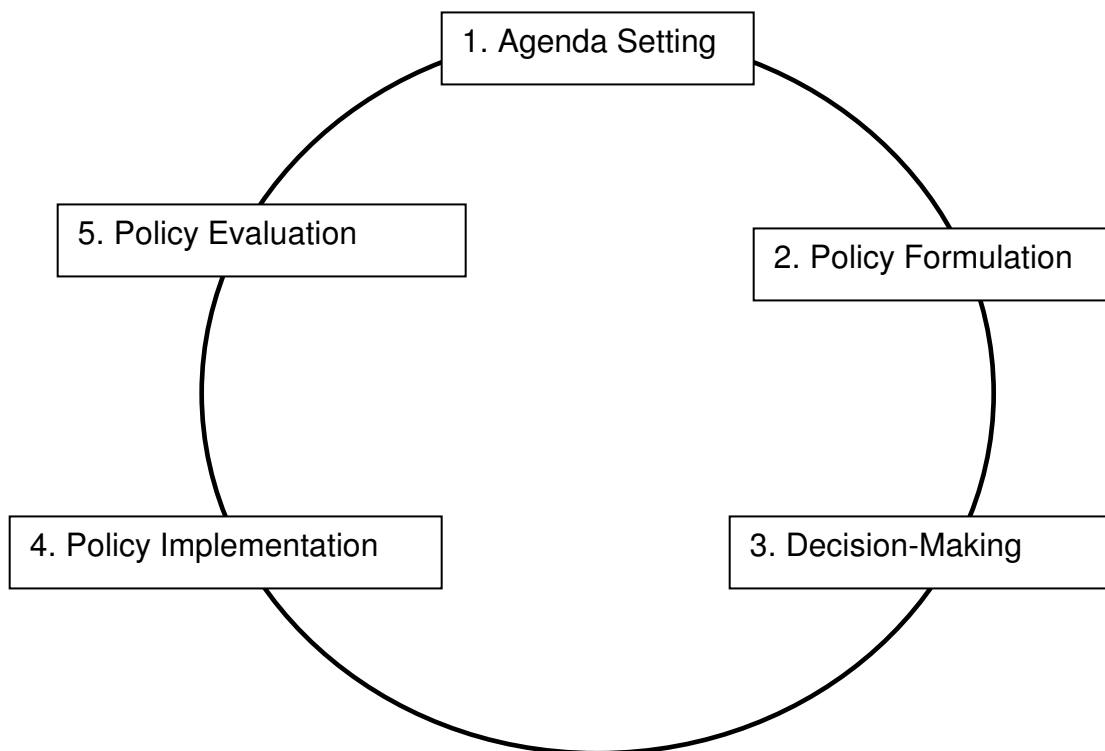 1. Agenda Setting
2. Policy Formulation
3. Decision-Making
4. Policy Implementation
5. Policy Evaluation